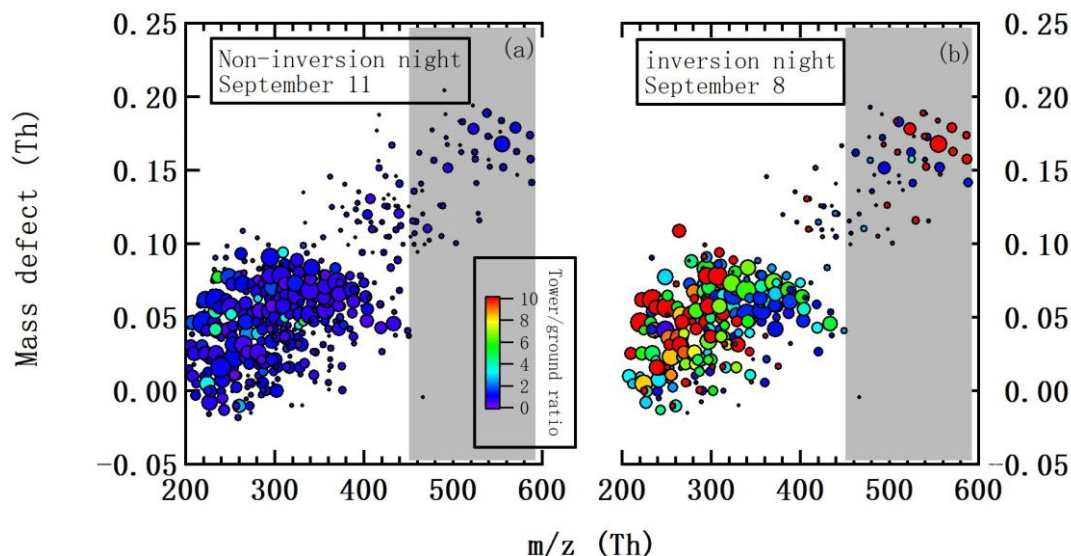 0.25
0.20
0.15
0.10
0.05
0.00
-0.05
Mass defect (Th)
Non-inversion night
September 11
(a)
10
8
6
4
2
0
Tower/ground ratio
200 300 400 500 600
inversion night
September 8
(b)
0.25
0.20
0.15
0.10
0.05
0.00
-0.05
200 300 400 500 600
m/z (Th)